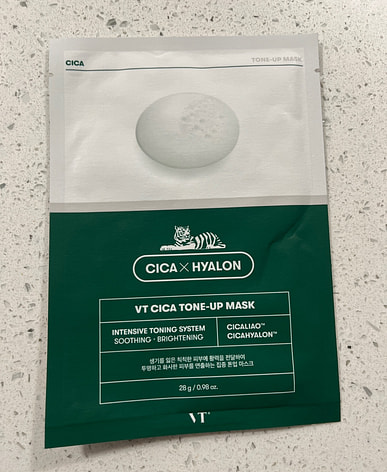 CICA
TONE-UP MASK
CICA×HYALON
VT CICA TONE-UP MASK
INTENSIVE TONING SYSTEM
SOOTHING · BRIGHTENING
CICALIAO™
CICAHYALON™
생기를 잃은 칙칙한 피부에 활력을 전달하여
투명하고 화사한 피부를 연출하는 집중 톤업 마스크
28 g / 0.98 oz.
VT